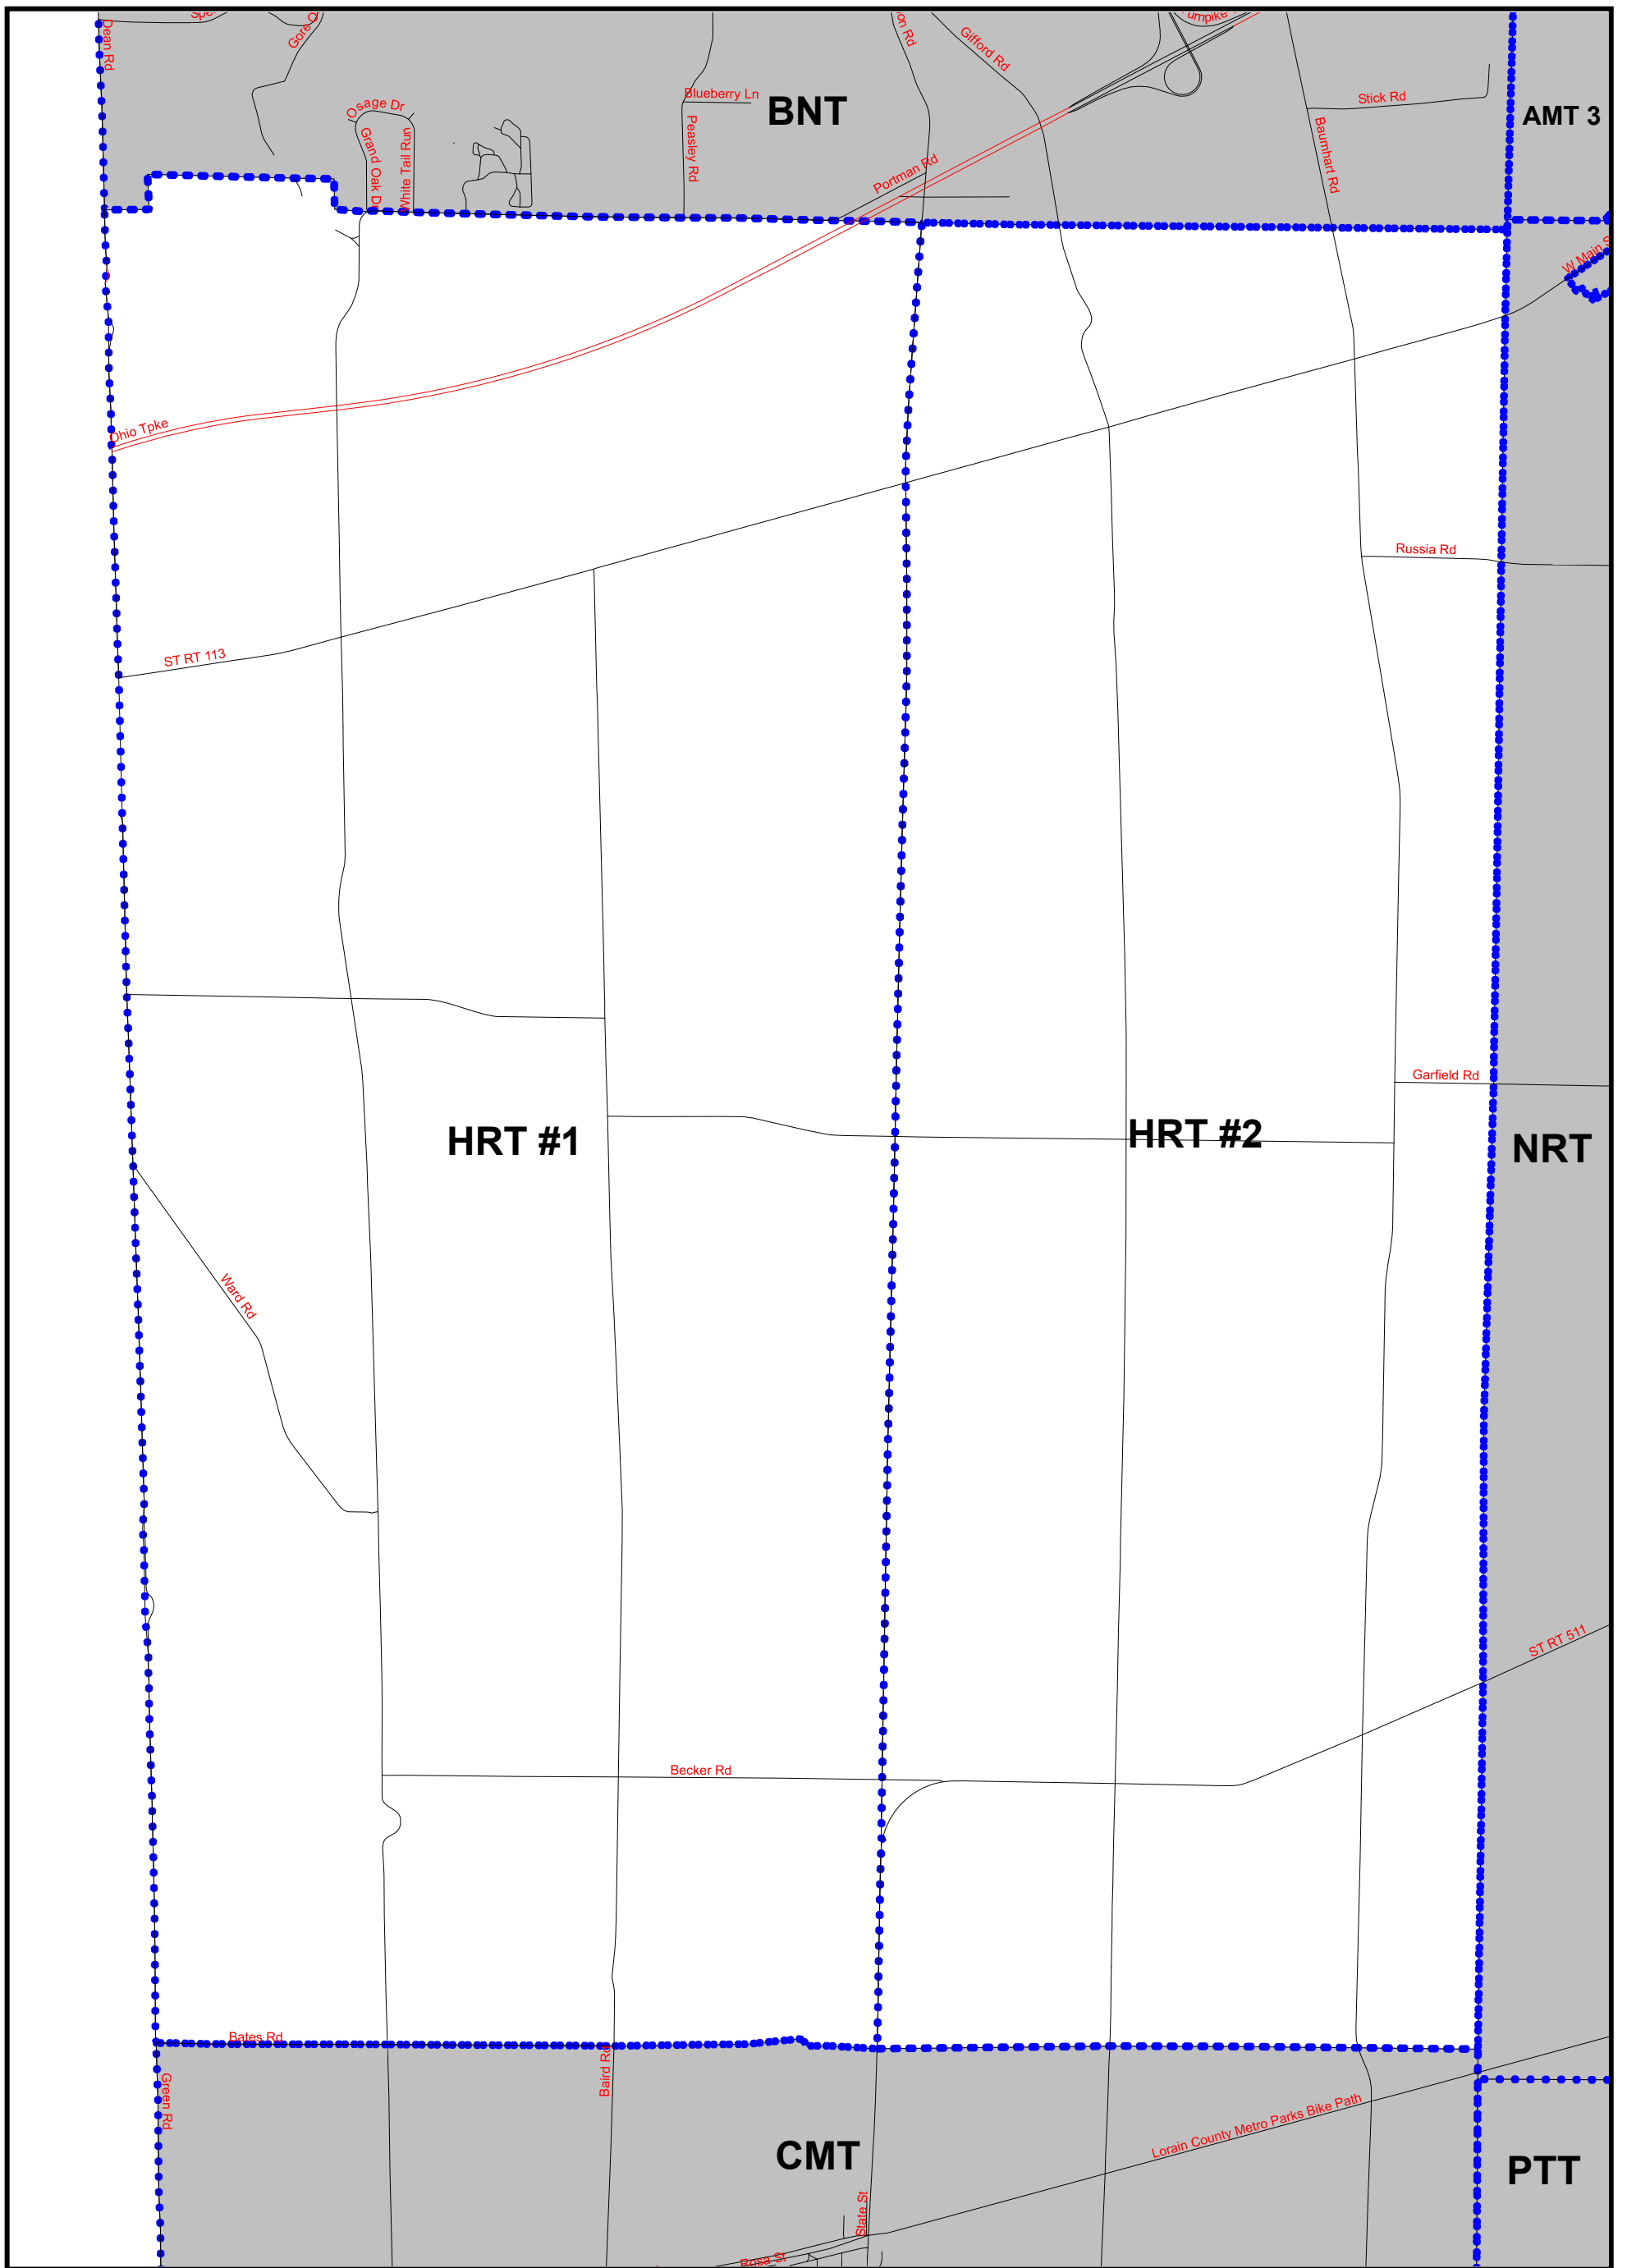 Dean Rd
Gifford Rd
Osage Dr
Grand Oak Dr
White Tail Run
Blueberry Ln
Peasley Rd
BNT
Portman Rd
Stick Rd
Baumhart Rd
AMT 3
Ohio Tpke
ST RT 113
Russia Rd
Garfield Rd
HRT #1
HRT #2
NRT
Ward Rd
ST RT 511
Becker Rd
Bates Rd
Baird Rd
Green Rd
Lorain County Metro Parks Bike Path
CMT
PTT
State St
Rosa St